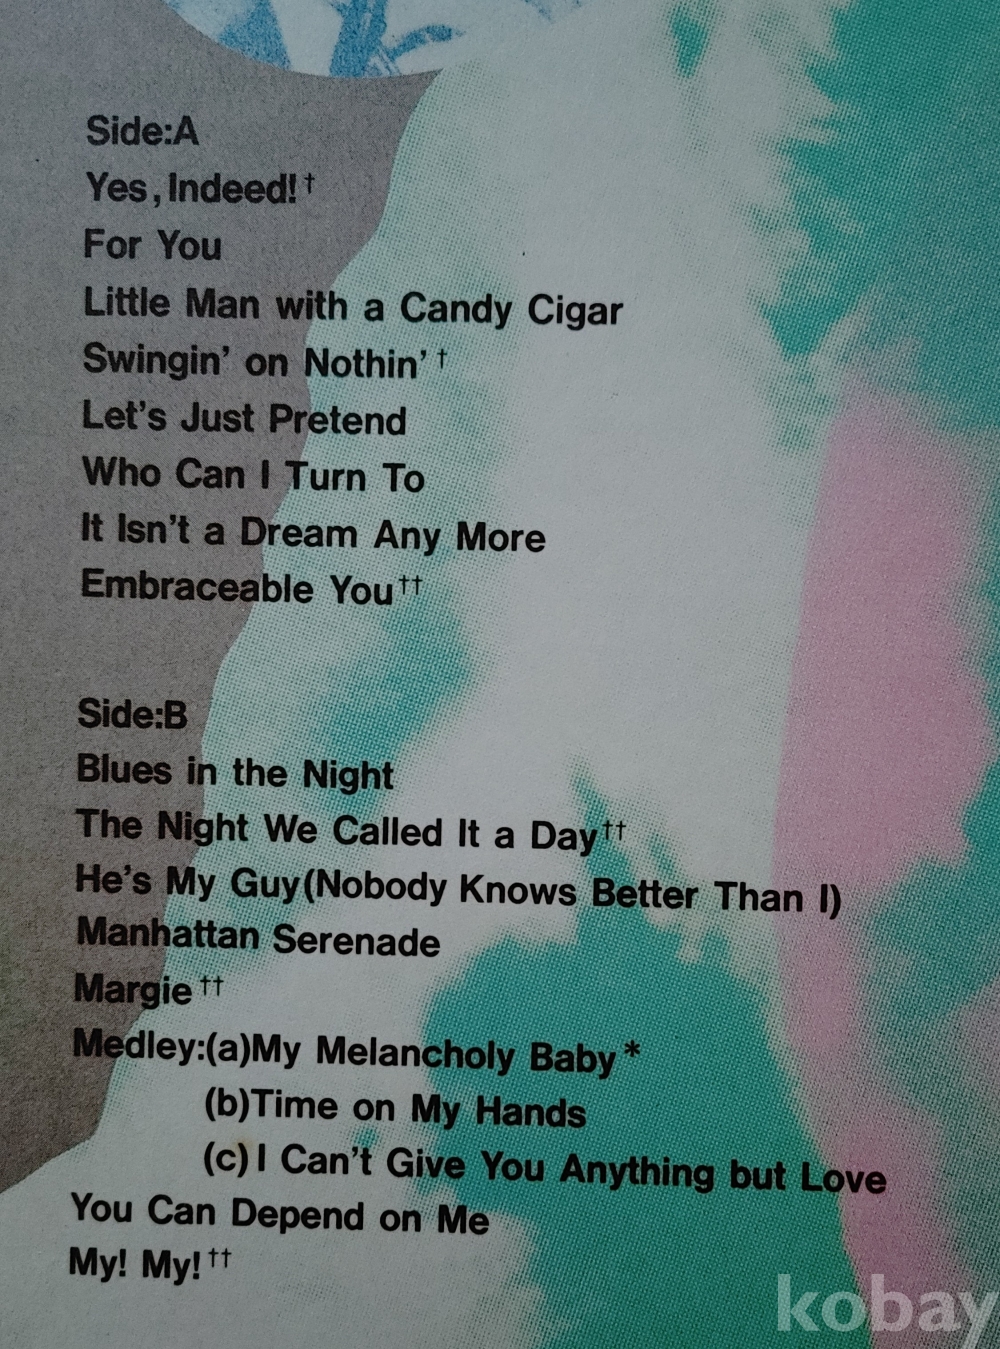 Side:A
Yes, Indeed!†
For You
Little Man with a Candy Cigar
Swingin' on Nothin'†
Let's Just Pretend
Who Can I Turn To
It Isn't a Dream Any More
Embraceable You††
Side:B
Blues in the Night
The Night We Called It a Day††
He's My Guy(Nobody Knows Better Than I)
Manhattan Serenade
Margie††
Medley:(a)My Melancholy Baby*
(b)Time on My Hands
(c)I Can't Give You Anything but Love
You Can Depend on Me
My! My!††
kobay